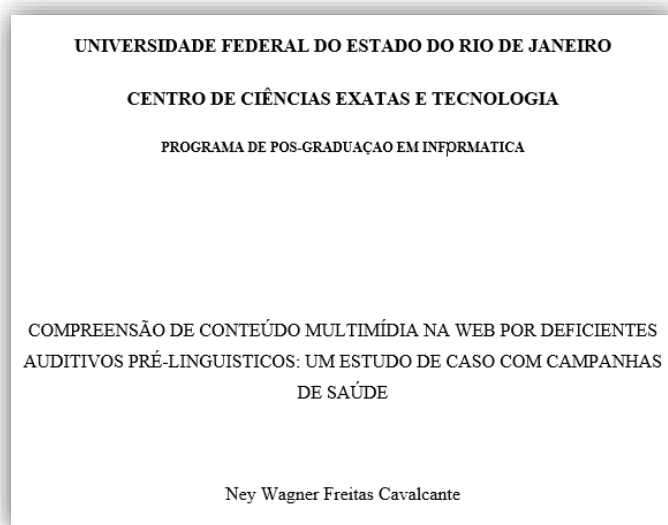 UNIVERSIDADE FEDERAL DO ESTADO DO RIO DE JANEIRO
CENTRO DE CIÊNCIAS EXATAS E TECNOLOGIA
PROGRAMA DE POS-GRADUAÇAO EM INFORMATICA
COMPREENSÃO DE CONTEÚDO MULTIMÍDIA NA WEB POR DEFICIENTES
AUDITIVOS PRÉ-LINGUISTICOS: UM ESTUDO DE CASO COM CAMPANHAS
DE SAÚDE
Ney Wagner Freitas Cavalcante